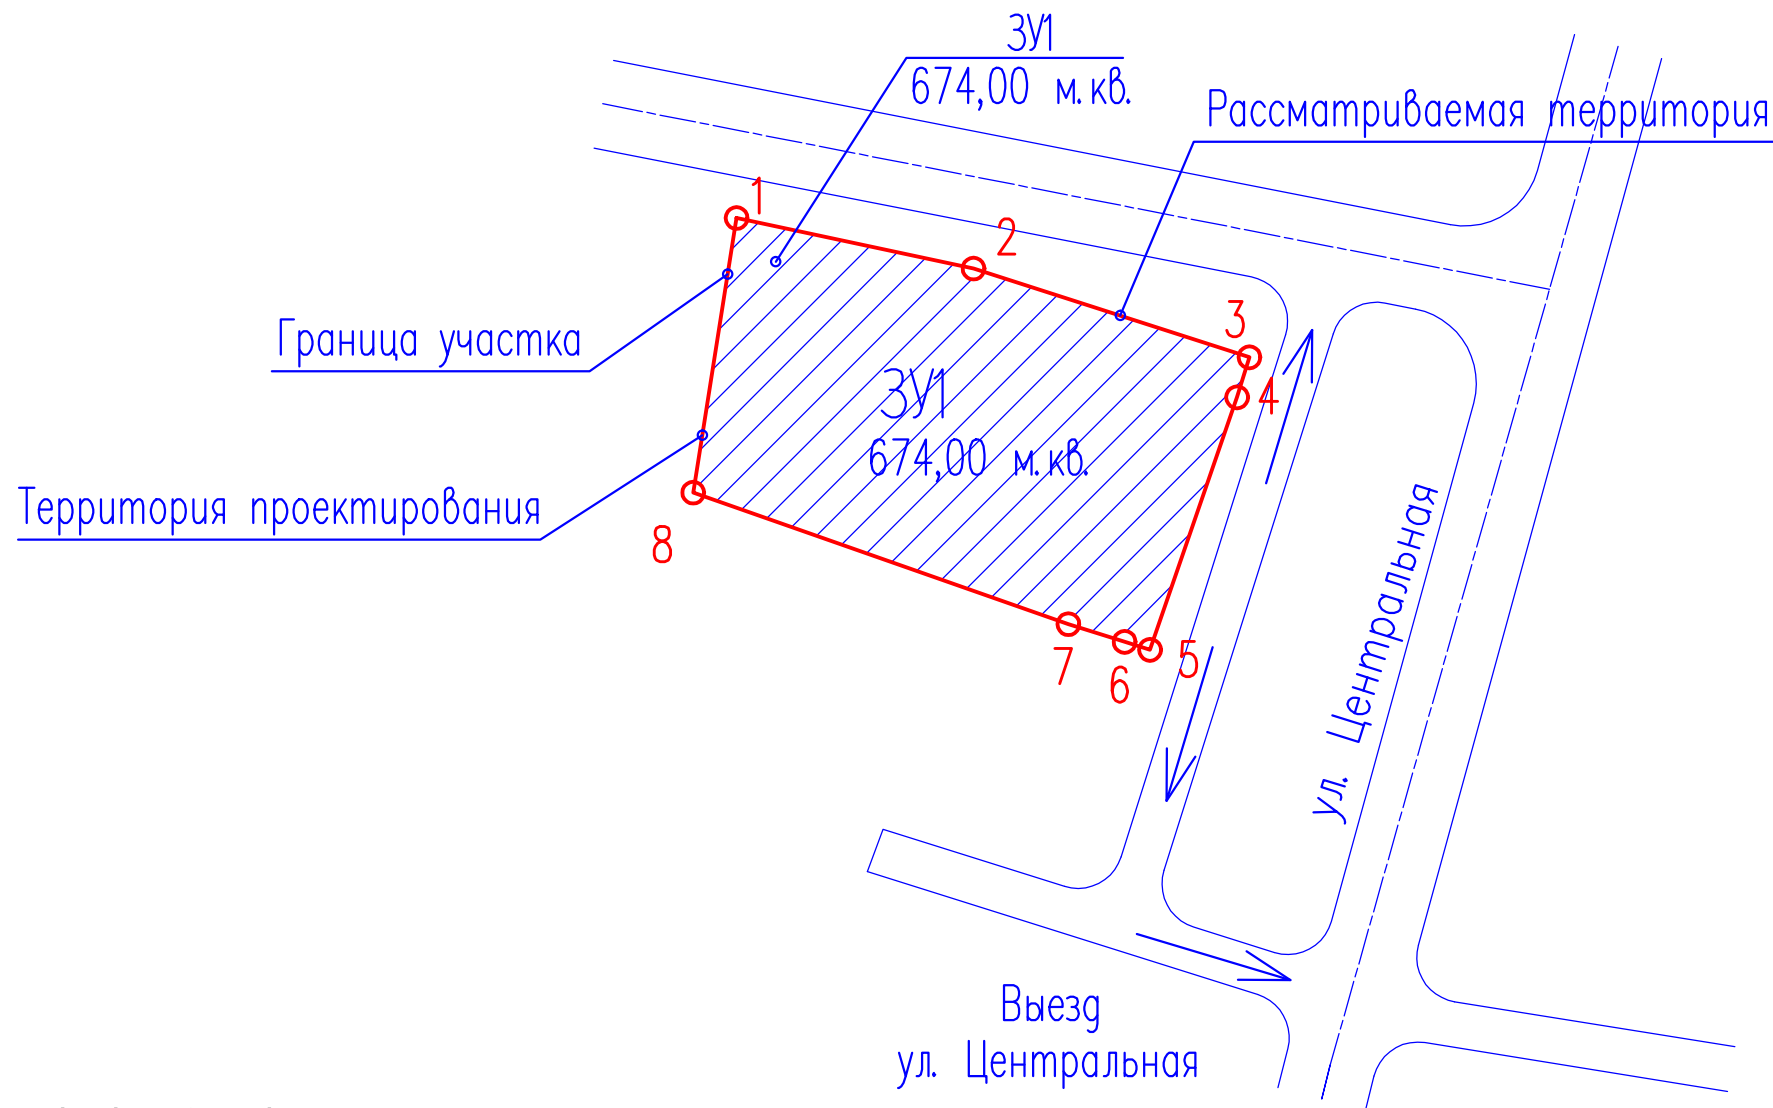 ЗУ1
674,00 м.кв.
Рассматриваемая территория
1
2
3
4
Граница участка
ЗУ1
674,00 м.кв.
Территория проектирования
8
7
6
5
ул. Центральная
Выезд
ул. Центральная